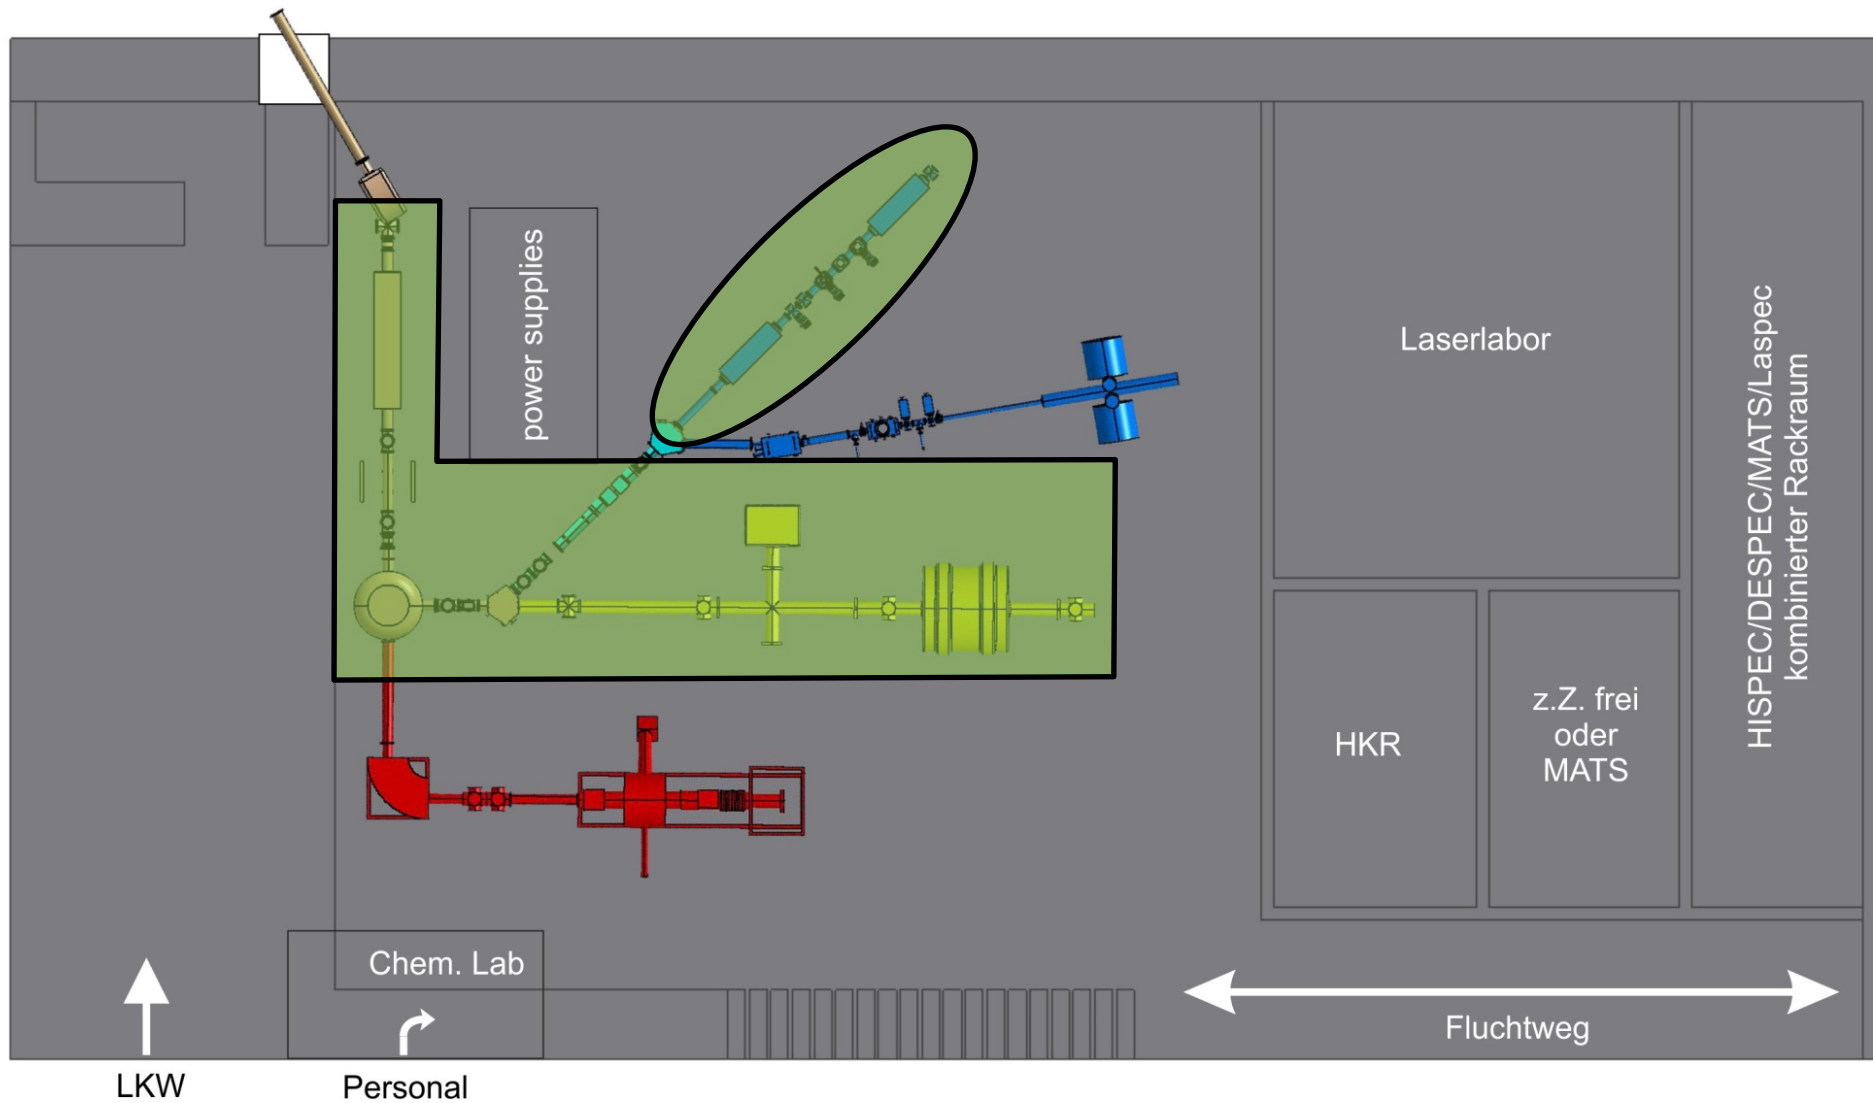 power supplies
Laserlabor
HISPEC/DESPEC/MATS/Laspec
kombinierter Rackraum
HKR
z.Z. frei
oder
MATS
Chem. Lab
Fluchtweg
LKW
Personal